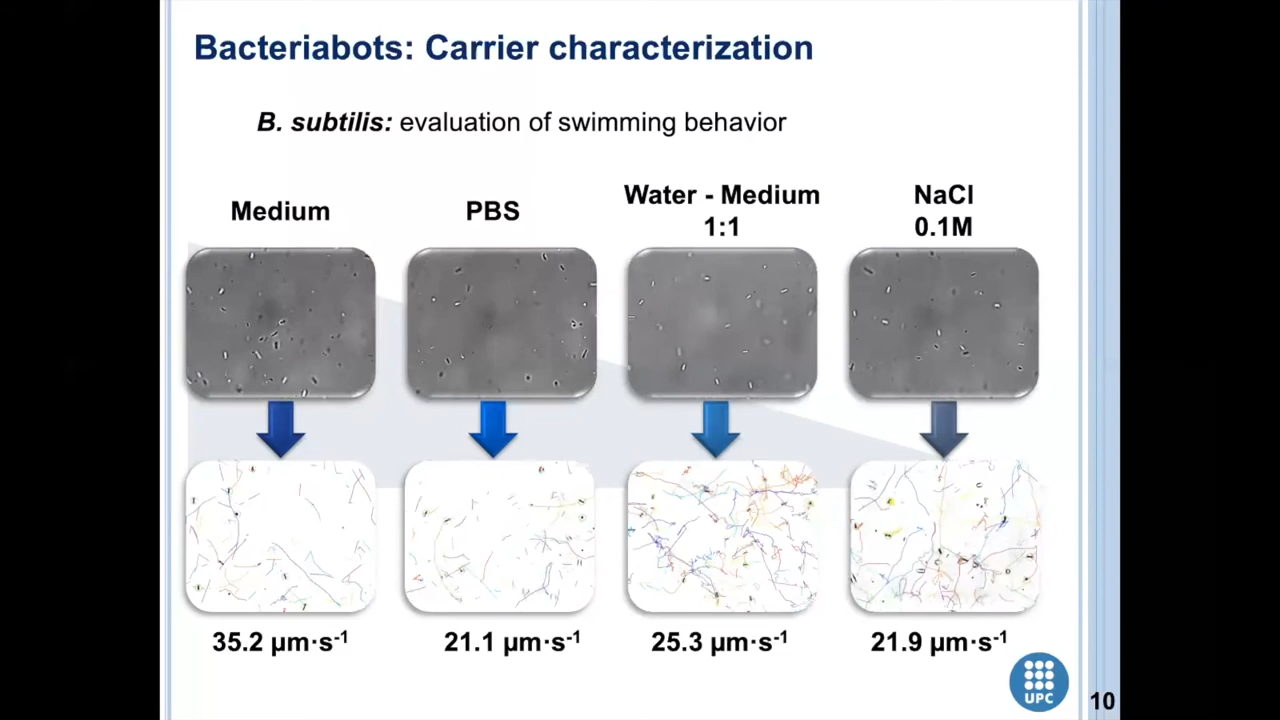 Bacteriabots: Carrier characterization
B. subtilis: evaluation of swimming behavior
Medium
PBS
Water - Medium
1:1
NaCl
0.1M
35.2 μm·s⁻¹
21.1 μm·s⁻¹
25.3 μm·s⁻¹
21.9 μm·s⁻¹
UPC
10